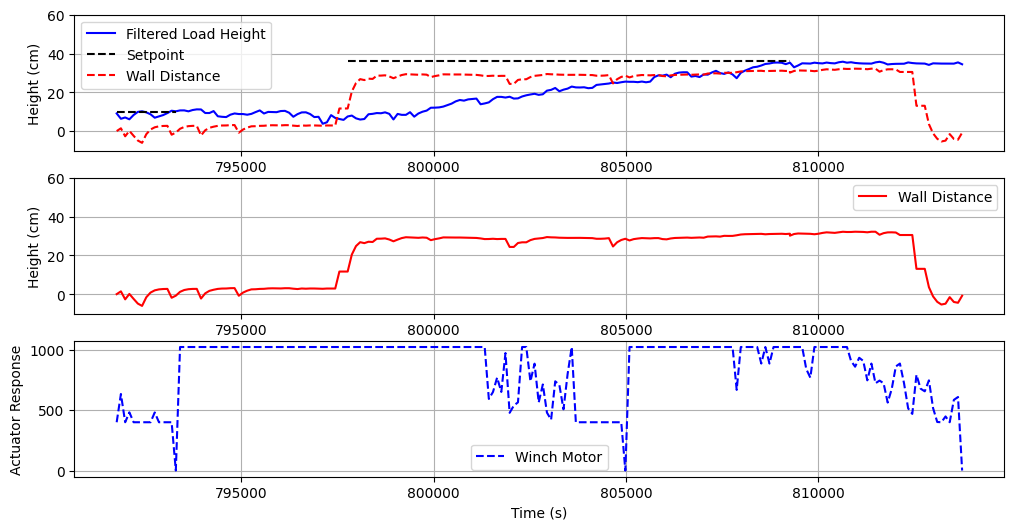 60
40
20
0
Height (cm)
Filtered Load Height
Setpoint
Wall Distance
795000 800000 805000 810000
60
40
20
0
Height (cm)
Wall Distance
795000 800000 805000 810000
1000
500
0
Actuator Response
Winch Motor
795000 800000 805000 810000
Time (s)